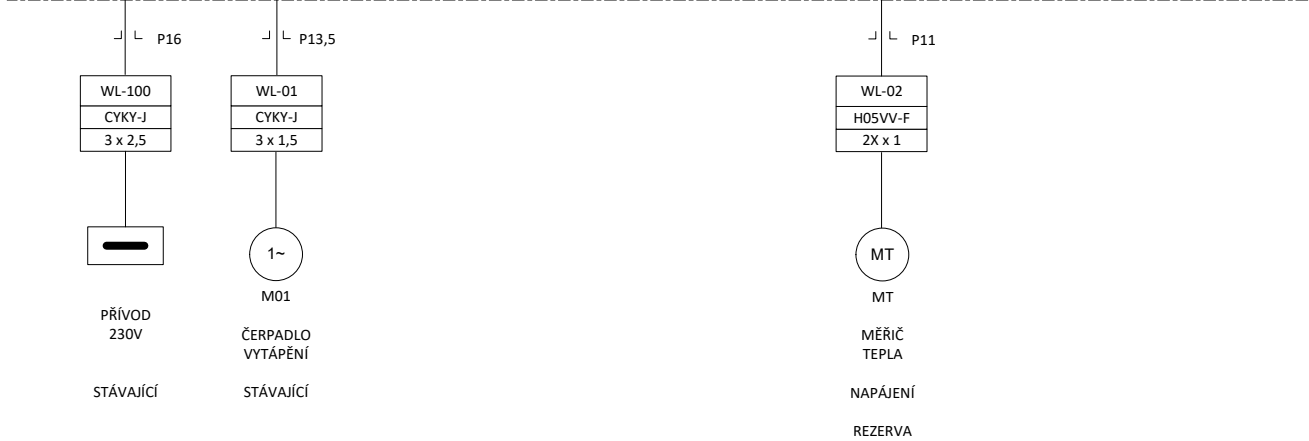 P16
P13,5
P11
WL-100
WL-01
WL-02
CYKY-J
CYKY-J
H05VV-F
3 x 2,5
3 x 1,5
2X x 1
1~
MT
M01
MT
PŘÍVOD
230V
ČERPADLO
VYTÁPĚNÍ
MĚŘIČ
TEPLA
STÁVAJÍCÍ
STÁVAJÍCÍ
NAPÁJENÍ
REZERVA